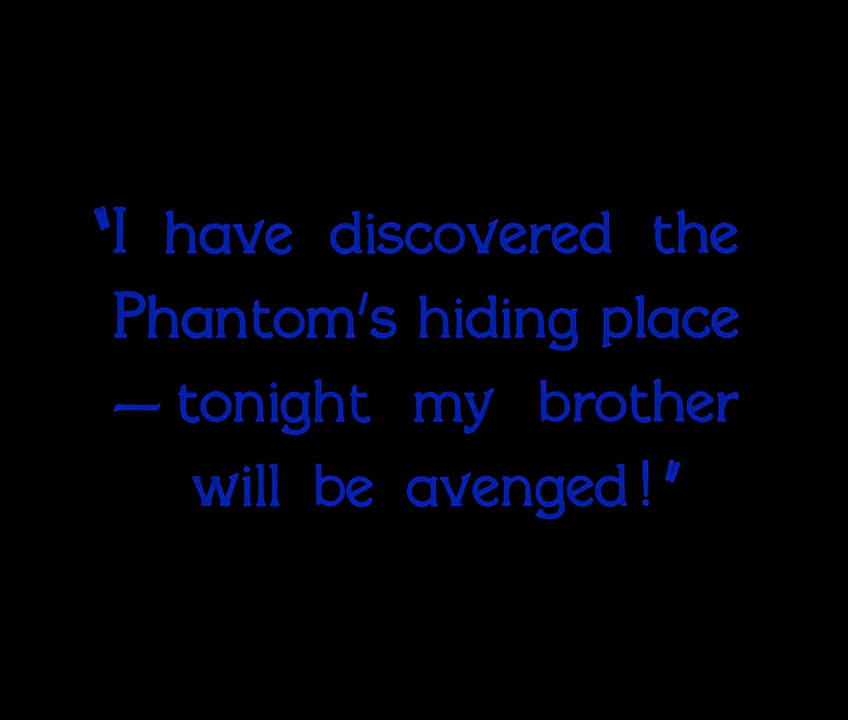 "I have discovered the
Phantom's hiding place
— tonight my brother
will be avenged!"